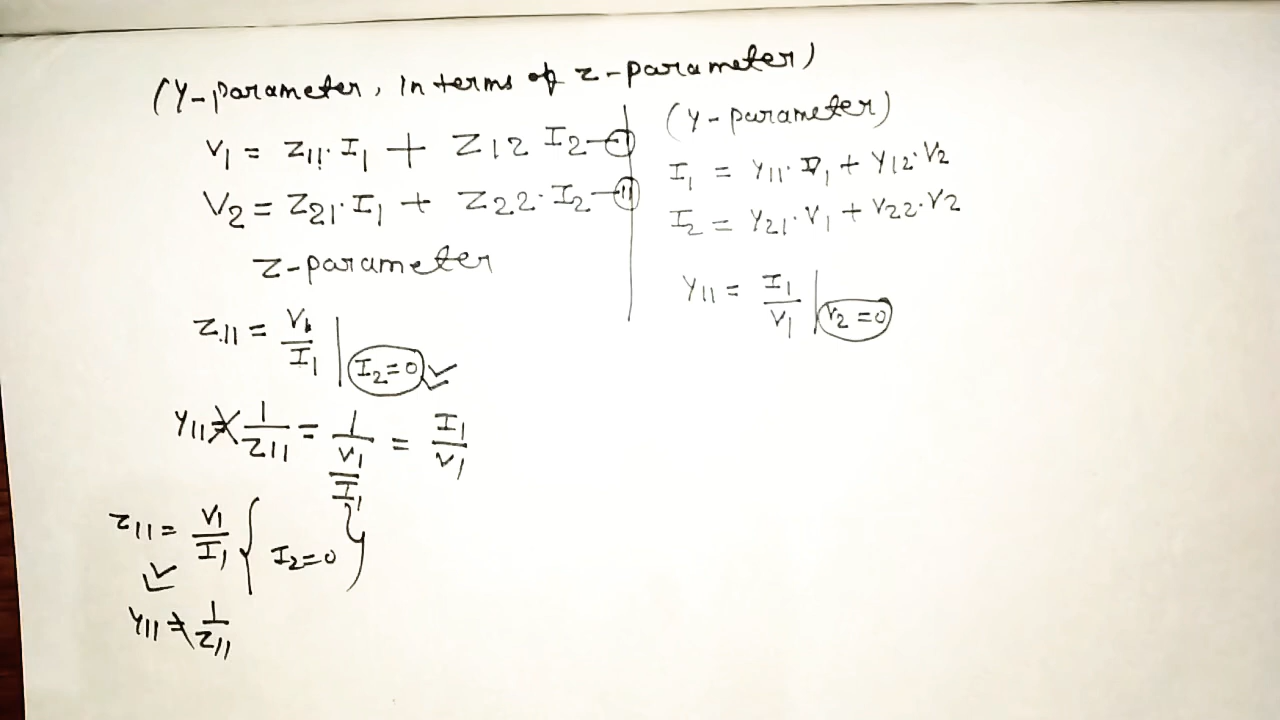 (Y-parameter, in terms of z-parameter)
V1 = Z11. I1 + Z12 I2 — I
V2 = Z21. I1 + Z22. I2 — II
Z-parameter
Z11 = V1/I1 | I2=0
Y11 ≠ 1/Z11 = 1/(V1/I1) = I1/V1
Z11 = V1/I1 { I2=0 }
Y11 ≠ 1/Z11
(Y-parameter)
I1 = Y11. V1 + Y12. V2
I2 = Y21. V1 + V22. V2
Y11 = I1/V1 | V2=0